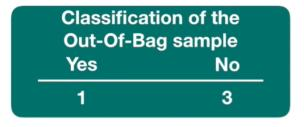 Classification of the
Out-Of-Bag sample
Yes No
1 3